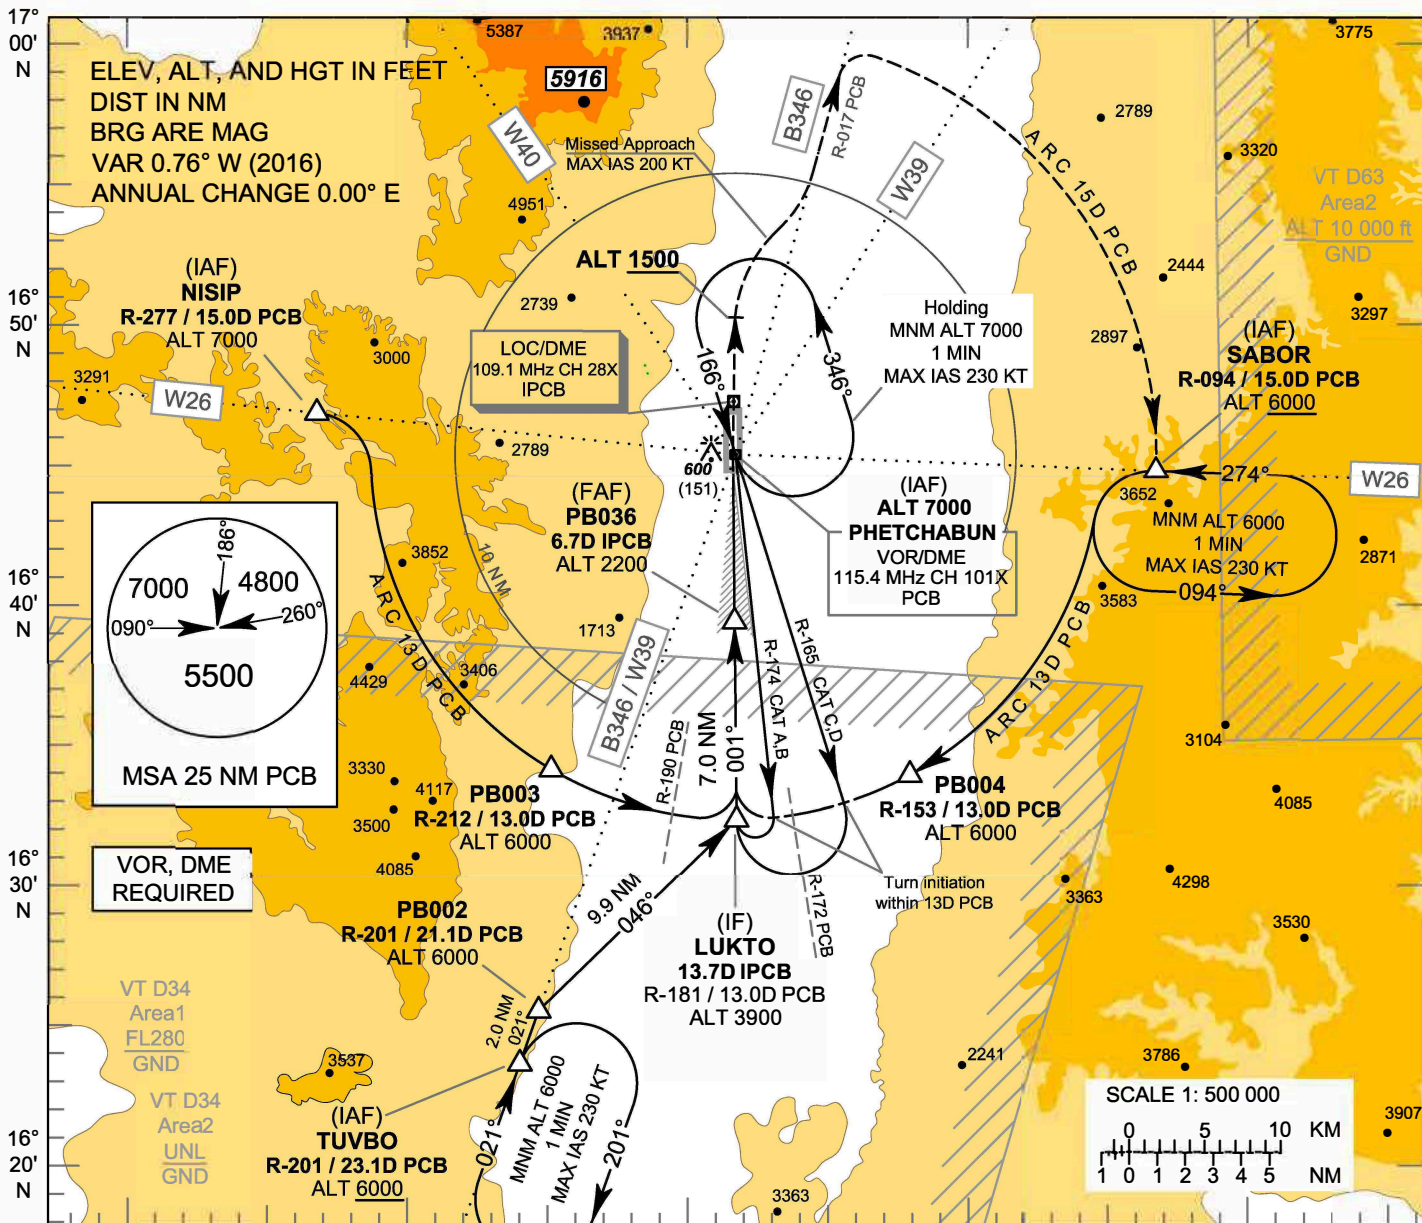 17°
00'
N
ELEV, ALT, AND HGT IN FEET
DIST IN NM
BRG ARE MAG
VAR 0.76° W (2016)
ANNUAL CHANGE 0.00° E
5387
3937
5916
W40
Missed Approach
MAX IAS 200 KT
B346
R-017 PCB
W39
ARC 15D PCB
2789
3775
3320
VT D63
Area2
ALT 10 000 ft
GND
4951
ALT 1500
2739
2444
2897
3297
(IAF)
NISIP
R-277 / 15.0D PCB
ALT 7000
16°
50'
N
3291
3000
W26
LOC/DME
109.1 MHz CH 28X
IPCB
166°
346°
Holding
MNM ALT 7000
1 MIN
MAX IAS 230 KT
(IAF)
SABOR
R-094 / 15.0D PCB
ALT 6000
2789
600
(151)
(IAF)
ALT 7000
PHETCHABUN
VOR/DME
115.4 MHz CH 101X
PCB
274°
W26
3652
MNM ALT 6000
1 MIN
MAX IAS 230 KT
094°
2871
3583
(FAF)
PB036
6.7D IPCB
ALT 2200
10 NM
186°
7000
4800
090°
260°
5500
MSA 25 NM PCB
16°
40'
N
3852
ARC 13D PCB
1713
4429
3406
B346 / W39
R-190 PCB
7.0 NM
001°
R-174 CAT A,B
R-165 CAT C,D
ARC 13D PCB
3104
3330
4117
3500
4085
PB003
R-212 / 13.0D PCB
ALT 6000
PB004
R-153 / 13.0D PCB
ALT 6000
4085
VOR, DME
REQUIRED
16°
30'
N
9.9 NM
046°
R-172 PCB
Turn initiation
within 13D PCB
3363
4298
3530
PB002
R-201 / 21.1D PCB
ALT 6000
(IF)
LUKTO
13.7D IPCB
R-181 / 13.0D PCB
ALT 3900
VT D34
Area1
FL280
GND
2.0 NM
021°
3537
2241
3786
VT D34
Area2
UNL
GND
(IAF)
TUVBO
R-201 / 23.1D PCB
ALT 6000
021°
MNM ALT 6000
1 MIN
MAX IAS 230 KT
201°
3363
3907
SCALE 1: 500 000
0 5 10 KM
1 0 1 2 3 4 5 NM
16°
20'
N